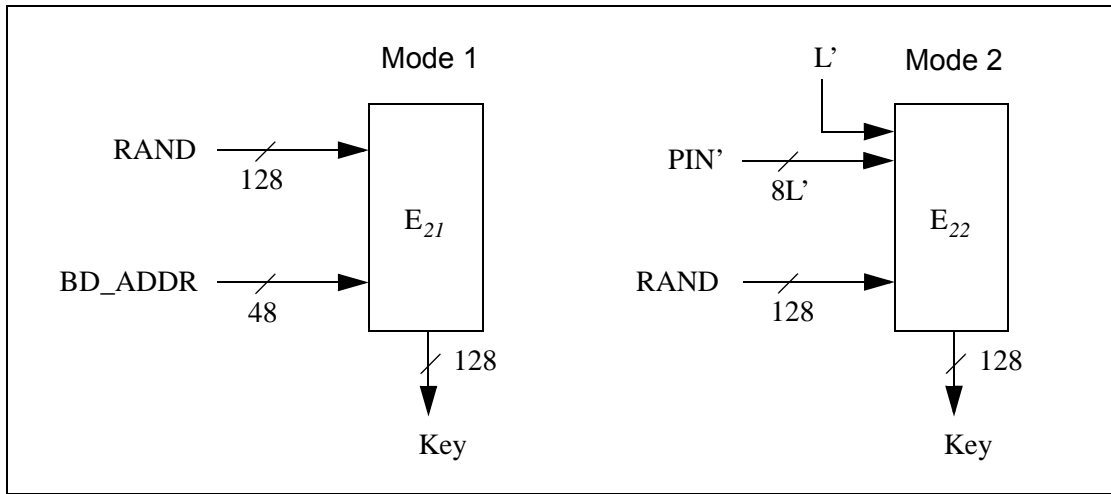 Mode 1
RAND
128
E21
BD_ADDR
48
128
Key
L’
Mode 2
PIN’
8L’
E22
RAND
128
128
Key